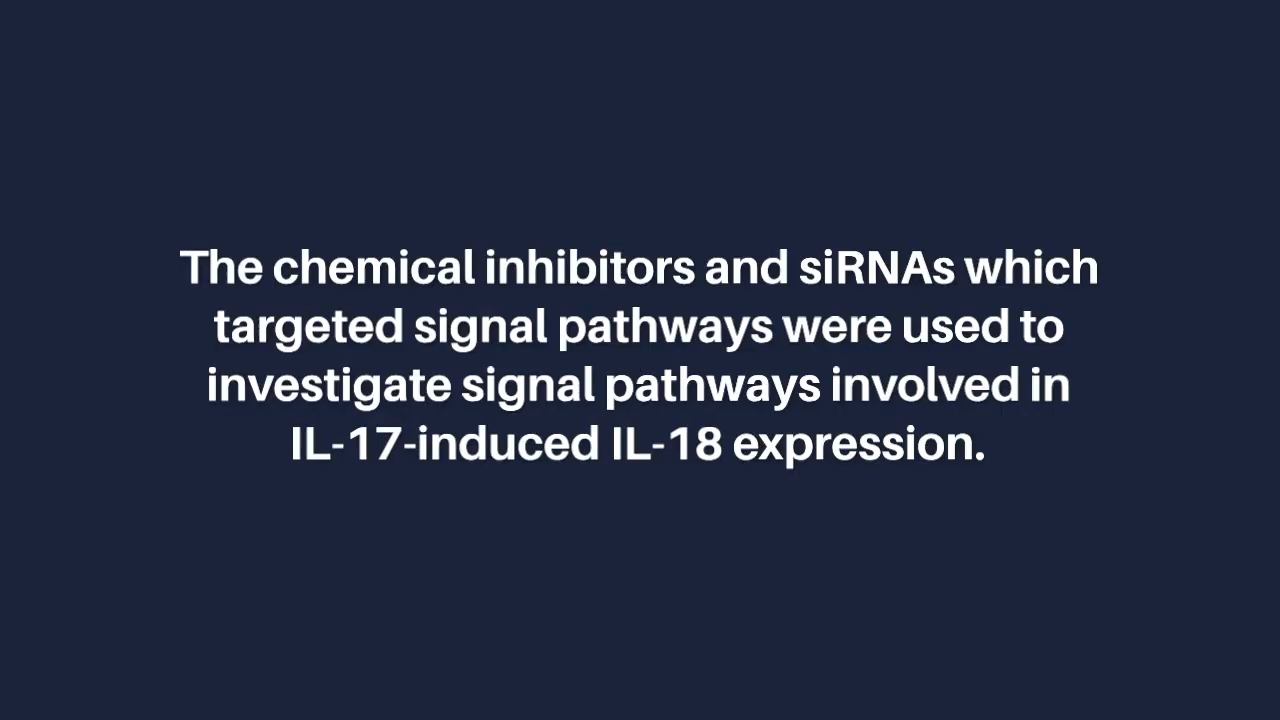 The chemical inhibitors and siRNAs which
targeted signal pathways were used to
investigate signal pathways involved in
IL-17-induced IL-18 expression.